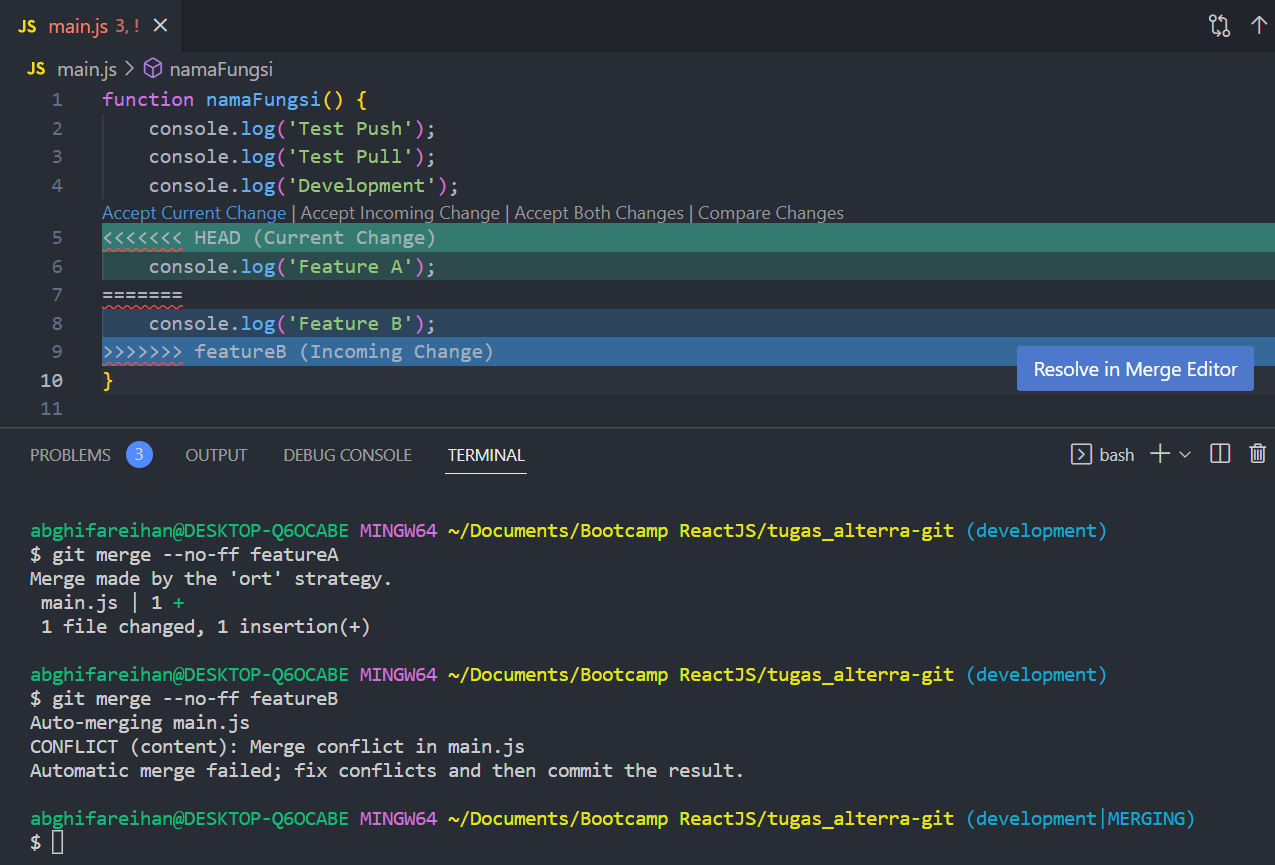 JS main.js 3, !
JS main.js > namaFungsi
1 function namaFungsi() {
2     console.log('Test Push');
3     console.log('Test Pull');
4     console.log('Development');
Accept Current Change | Accept Incoming Change | Accept Both Changes | Compare Changes
5 <<<<<<< HEAD (Current Change)
6     console.log('Feature A');
7 =======
8     console.log('Feature B');
9 >>>>>>> featureB (Incoming Change)
Resolve in Merge Editor
10 }
11
PROBLEMS 3 OUTPUT DEBUG CONSOLE TERMINAL bash
abghifareihan@DESKTOP-Q6OCABE MINGW64 ~/Documents/Bootcamp ReactJS/tugas_alterra-git (development)
$ git merge --no-ff featureA
Merge made by the 'ort' strategy.
 main.js | 1 +
 1 file changed, 1 insertion(+)
abghifareihan@DESKTOP-Q6OCABE MINGW64 ~/Documents/Bootcamp ReactJS/tugas_alterra-git (development)
$ git merge --no-ff featureB
Auto-merging main.js
CONFLICT (content): Merge conflict in main.js
Automatic merge failed; fix conflicts and then commit the result.
abghifareihan@DESKTOP-Q6OCABE MINGW64 ~/Documents/Bootcamp ReactJS/tugas_alterra-git (development|MERGING)
$